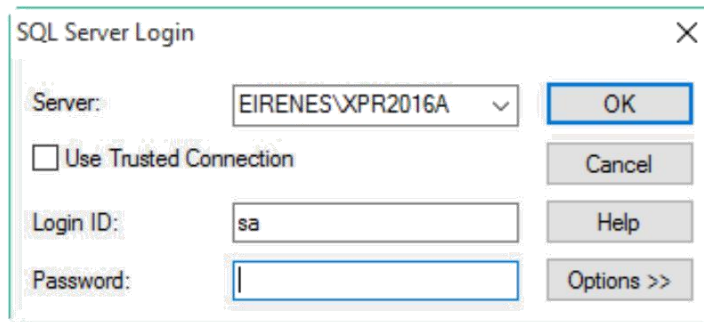 SQL Server Login
Server: EIRENES\XPR2016A OK
Use Trusted Connection Cancel
Login ID: sa Help
Password: Options >>